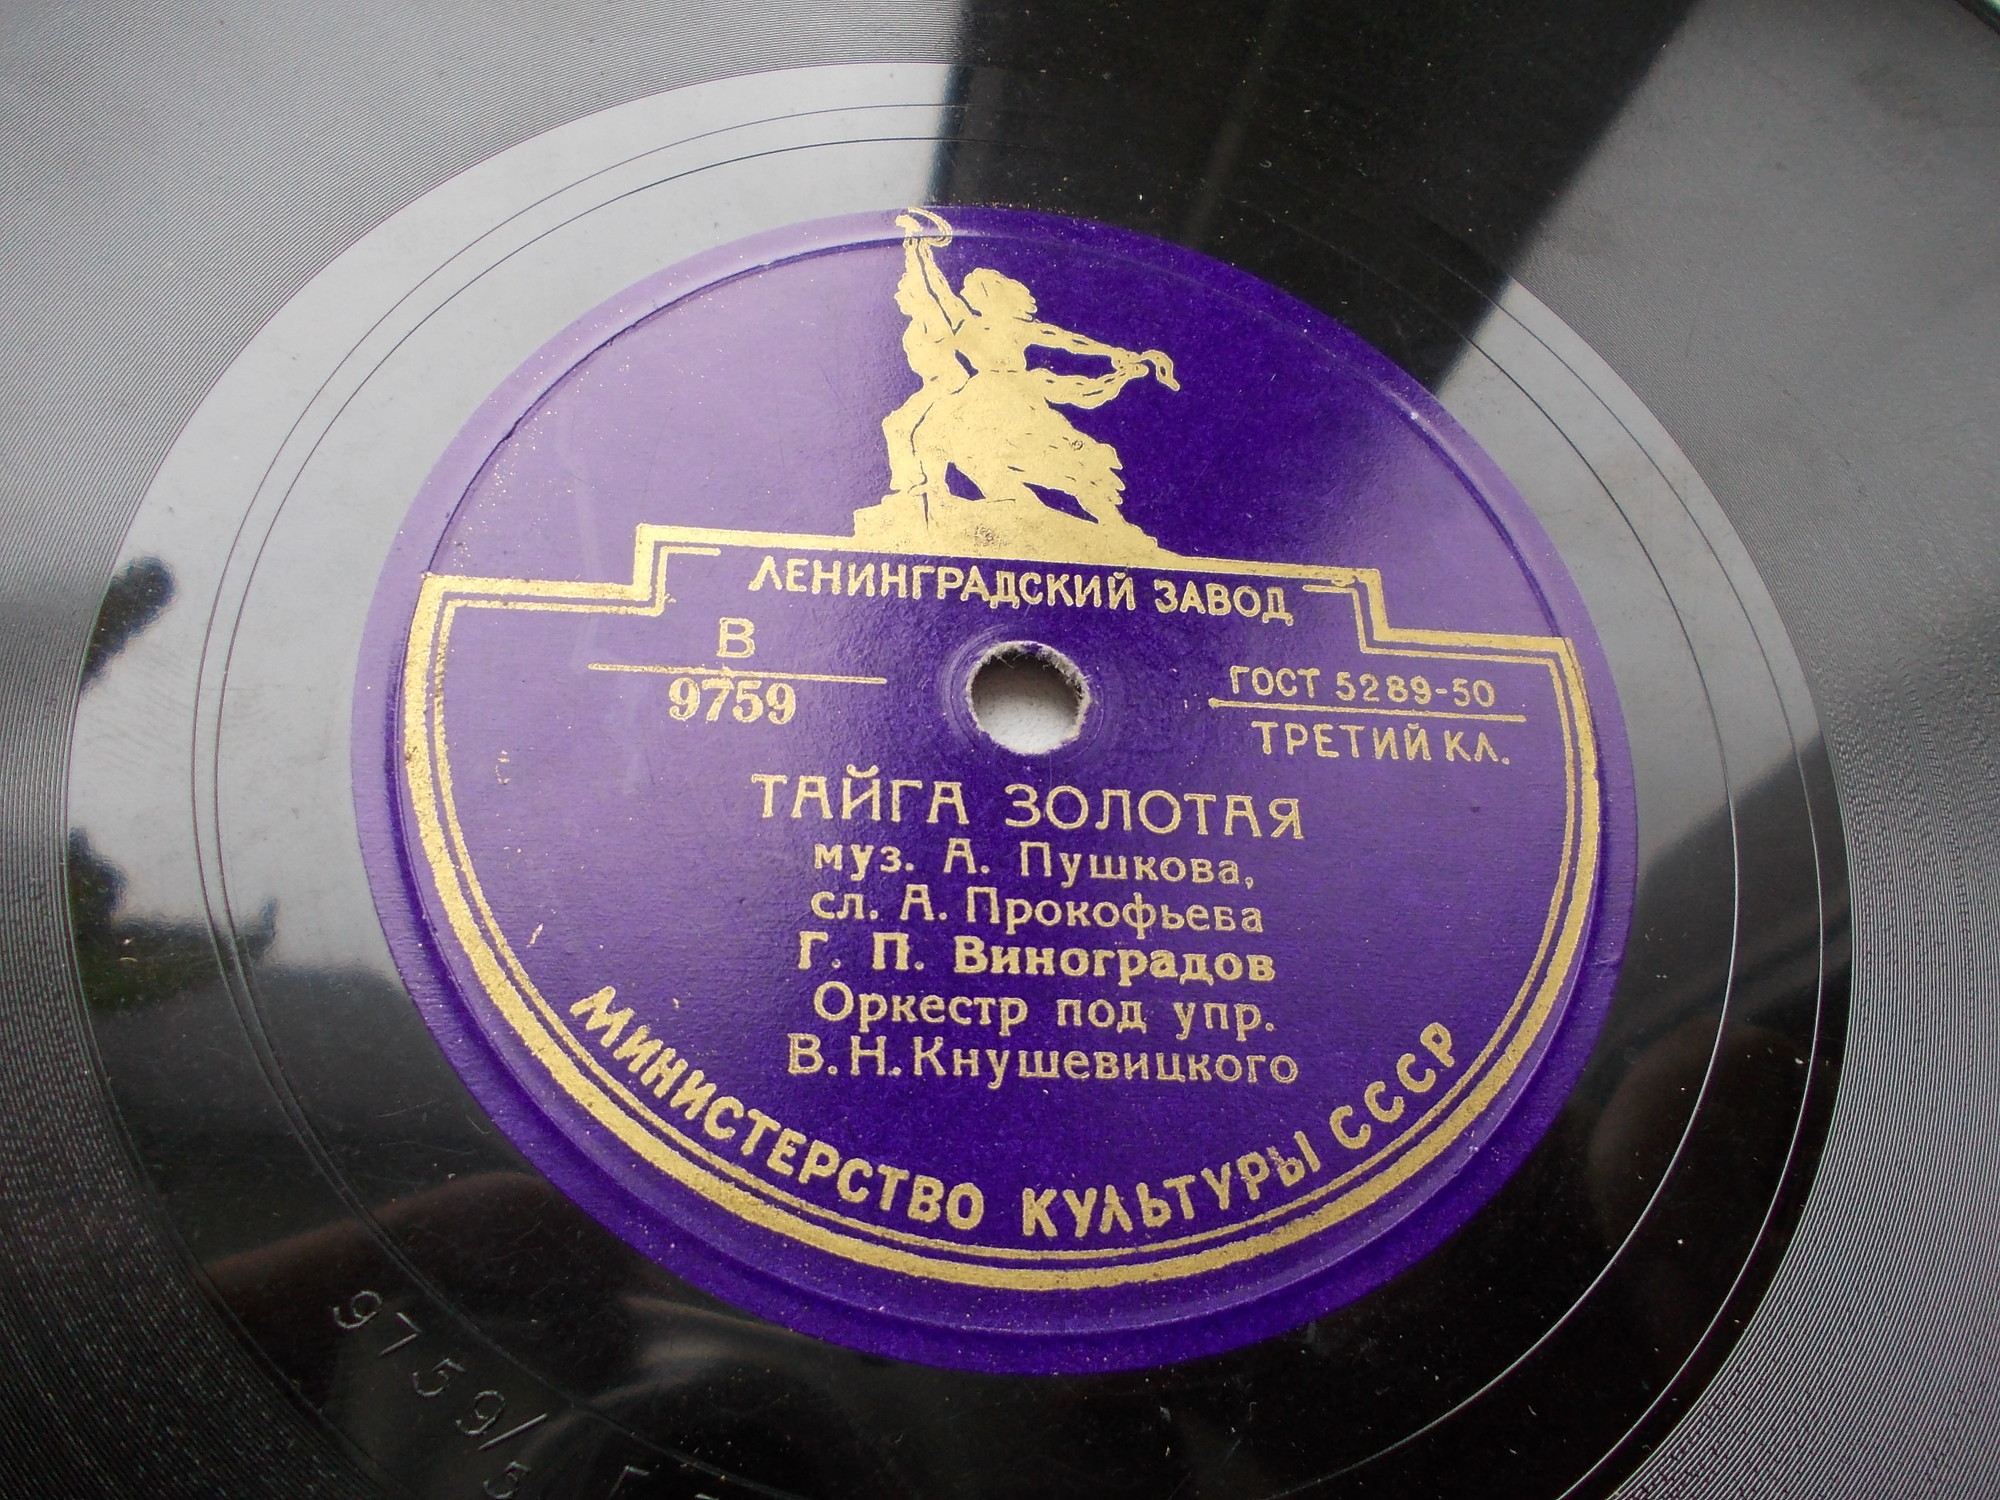 ЛЕНИНГРАДСКИЙ ЗАВОД
В
9759
ГОСТ 5289-50
ТРЕТИЙ КЛ.
ТАЙГА ЗОЛОТАЯ
муз. А. Пушкова,
сл. А. Прокофьева
Г. П. Виноградов
Оркестр под упр.
В. Н. Кнушевицкого
МИНИСТЕРСТВО КУЛЬТУРЫ СССР
9759/